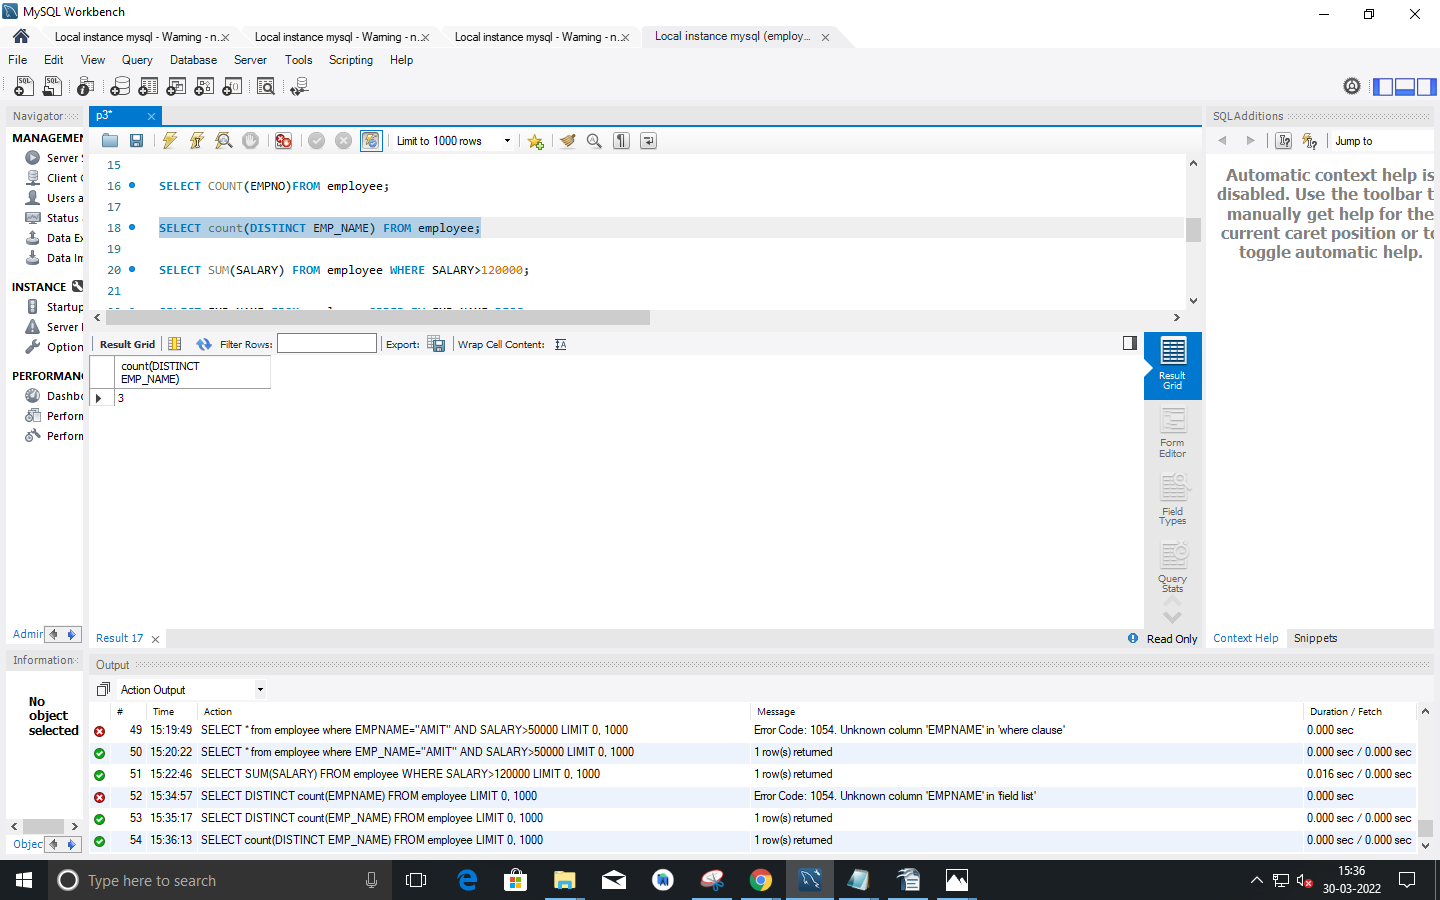 MySQL Workbench
Local instance mysql - Warning - n...
Local instance mysql - Warning - n...
Local instance mysql - Warning - n...
Local instance mysql (employ...
File Edit View Query Database Server Tools Scripting Help
Navigator
MANAGEMEN
Server S
Client C
Users a
Status
Data Ex
Data Im
INSTANCE
Startup
Server L
Option
PERFORMANC
Dashbo
Perforn
Perforn
Admir
Information
No
object
selected
Objec
p3*
Limit to 1000 rows
15
16 SELECT COUNT(EMPNO)FROM employee;
17
18 SELECT count(DISTINCT EMP_NAME) FROM employee;
19
20 SELECT SUM(SALARY) FROM employee WHERE SALARY>120000;
21
Result Grid Filter Rows: Export: Wrap Cell Content:
count(DISTINCT
EMP_NAME)
3
Result
Grid
Form
Editor
Field
Types
Query
Stats
Result 17
Read Only
SQLAdditions
Jump to
Automatic context help is
disabled. Use the toolbar t
manually get help for the
current caret position or to
toggle automatic help.
Context Help Snippets
Output
Action Output
# Time Action Message Duration / Fetch
49 15:19:49 SELECT * from employee where EMPNAME="AMIT" AND SALARY>50000 LIMIT 0, 1000 Error Code: 1054. Unknown column 'EMPNAME' in 'where clause' 0.000 sec
50 15:20:22 SELECT * from employee where EMP_NAME="AMIT" AND SALARY>50000 LIMIT 0, 1000 1 row(s) returned 0.000 sec / 0.000 sec
51 15:22:46 SELECT SUM(SALARY) FROM employee WHERE SALARY>120000 LIMIT 0, 1000 1 row(s) returned 0.016 sec / 0.000 sec
52 15:34:57 SELECT DISTINCT count(EMPNAME) FROM employee LIMIT 0, 1000 Error Code: 1054. Unknown column 'EMPNAME' in 'field list' 0.000 sec
53 15:35:17 SELECT DISTINCT count(EMP_NAME) FROM employee LIMIT 0, 1000 1 row(s) returned 0.000 sec / 0.000 sec
54 15:36:13 SELECT count(DISTINCT EMP_NAME) FROM employee LIMIT 0, 1000 1 row(s) returned 0.000 sec / 0.000 sec
Type here to search
15:36
30-03-2022